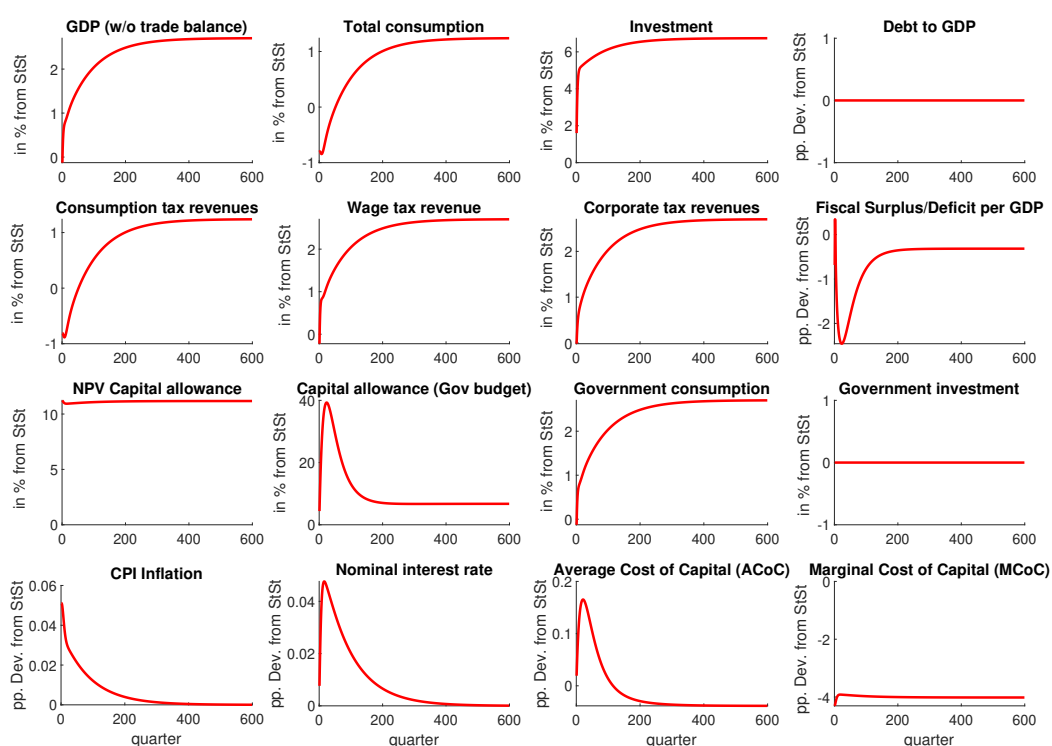 GDP (w/o trade balance) Total consumption Investment Debt to GDP
in % from StSt in % from StSt in % from StSt pp. Dev. from StSt
2 1 0
1 0 -1
6 4 2 0
1 0 -1
0 200 400 600 0 200 400 600 0 200 400 600 0 200 400 600
Consumption tax revenues Wage tax revenue Corporate tax revenues Fiscal Surplus/Deficit per GDP
in % from StSt in % from StSt in % from StSt pp. Dev. from StSt
1 0 -1
2 1 0
2 1 0
0 -1 -2
0 200 400 600 0 200 400 600 0 200 400 600 0 200 400 600
NPV Capital allowance Capital allowance (Gov budget) Government consumption Government investment
in % from StSt in % from StSt in % from StSt in % from StSt
10 5 0
40 20 0
2 1 0
1 0 -1
0 200 400 600 0 200 400 600 0 200 400 600 0 200 400 600
CPI Inflation Nominal interest rate Average Cost of Capital (ACoC) Marginal Cost of Capital (MCoC)
pp. Dev. from StSt pp. Dev. from StSt pp. Dev. from StSt pp. Dev. from StSt
0.06 0.04 0.02 0
0.04 0.02 0
0.2 0.1 0
0 -2 -4
0 200 400 600 0 200 400 600 0 200 400 600 0 200 400 600
quarter quarter quarter quarter